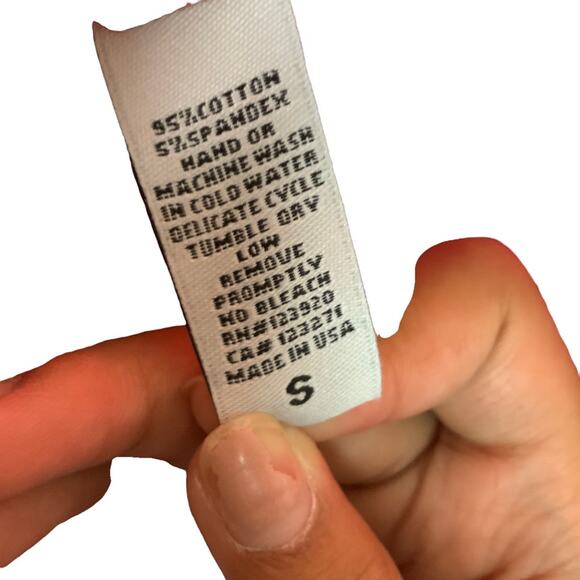 95%COTTON
5%SPANDEX
HAND OR
MACHINE WASH
IN COLD WATER
DELICATE CYCLE
TUMBLE DRY
LOW
REMOVE
PROMPTLY
NO BLEACH
RN#123920
CA# 123271
MADE IN USA
S